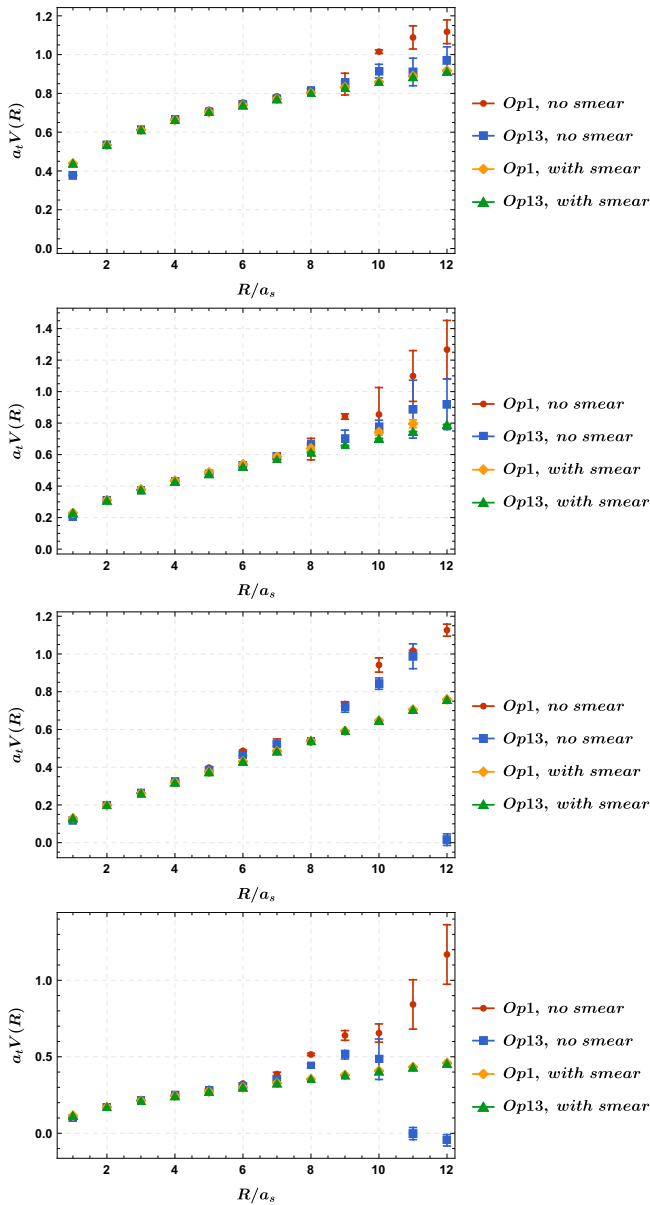 1.2
1.0
0.8
0.6
0.4
0.2
0.0
a_t V(R)
2 4 6 8 10 12
R/a_s
Op1, no smear
Op13, no smear
Op1, with smear
Op13, with smear
1.4
1.2
1.0
0.8
0.6
0.4
0.2
0.0
a_t V(R)
2 4 6 8 10 12
R/a_s
Op1, no smear
Op13, no smear
Op1, with smear
Op13, with smear
1.2
1.0
0.8
0.6
0.4
0.2
0.0
a_t V(R)
2 4 6 8 10 12
R/a_s
Op1, no smear
Op13, no smear
Op1, with smear
Op13, with smear
1.0
0.5
0.0
a_t V(R)
2 4 6 8 10 12
R/a_s
Op1, no smear
Op13, no smear
Op1, with smear
Op13, with smear